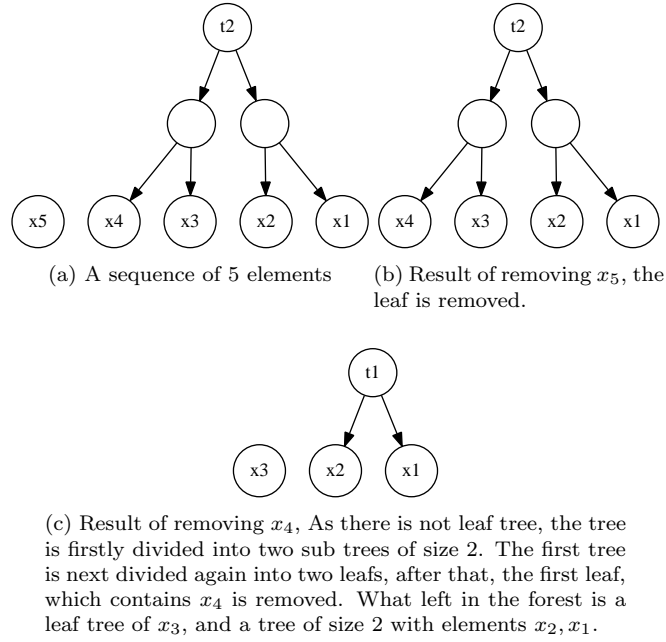 t2
t2
x5
x4
x3
x2
x1
x4
x3
x2
x1
(a) A sequence of 5 elements
(b) Result of removing x5, the
leaf is removed.
t1
x3
x2
x1
(c) Result of removing x4, As there is not leaf tree, the tree
is firstly divided into two sub trees of size 2. The first tree
is next divided again into two leafs, after that, the first leaf,
which contains x4 is removed. What left in the forest is a
leaf tree of x3, and a tree of size 2 with elements x2, x1.